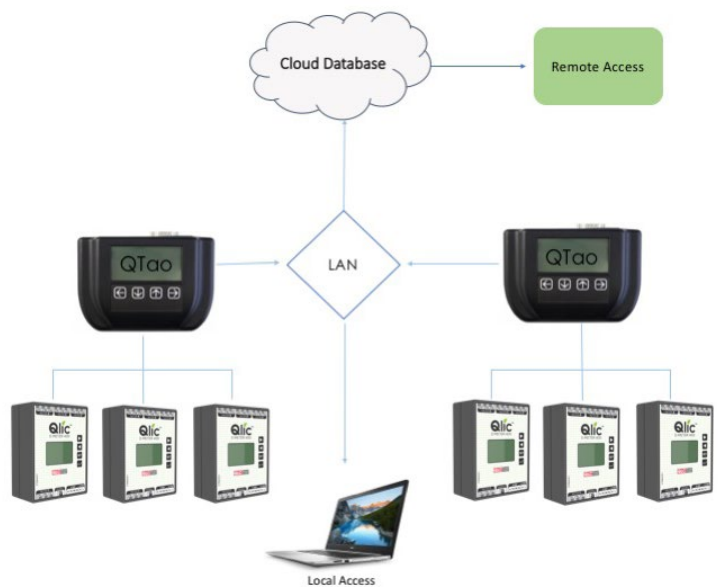 Cloud Database
Remote Access
QTao
LAN
QTao
Qlic
Qlic
Qlic
Qlic
Qlic
Qlic
Local Access